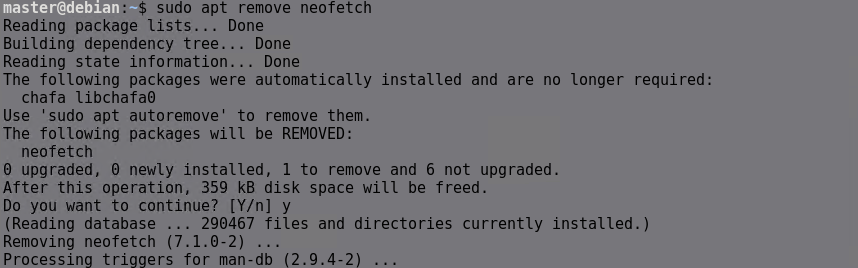 master@debian:~$ sudo apt remove neofetch
Reading package lists... Done
Building dependency tree... Done
Reading state information... Done
The following packages were automatically installed and are no longer required:
  chafa libchafa0
Use 'sudo apt autoremove' to remove them.
The following packages will be REMOVED:
  neofetch
0 upgraded, 0 newly installed, 1 to remove and 6 not upgraded.
After this operation, 359 kB disk space will be freed.
Do you want to continue? [Y/n] y
(Reading database ... 290467 files and directories currently installed.)
Removing neofetch (7.1.0-2) ...
Processing triggers for man-db (2.9.4-2) ...